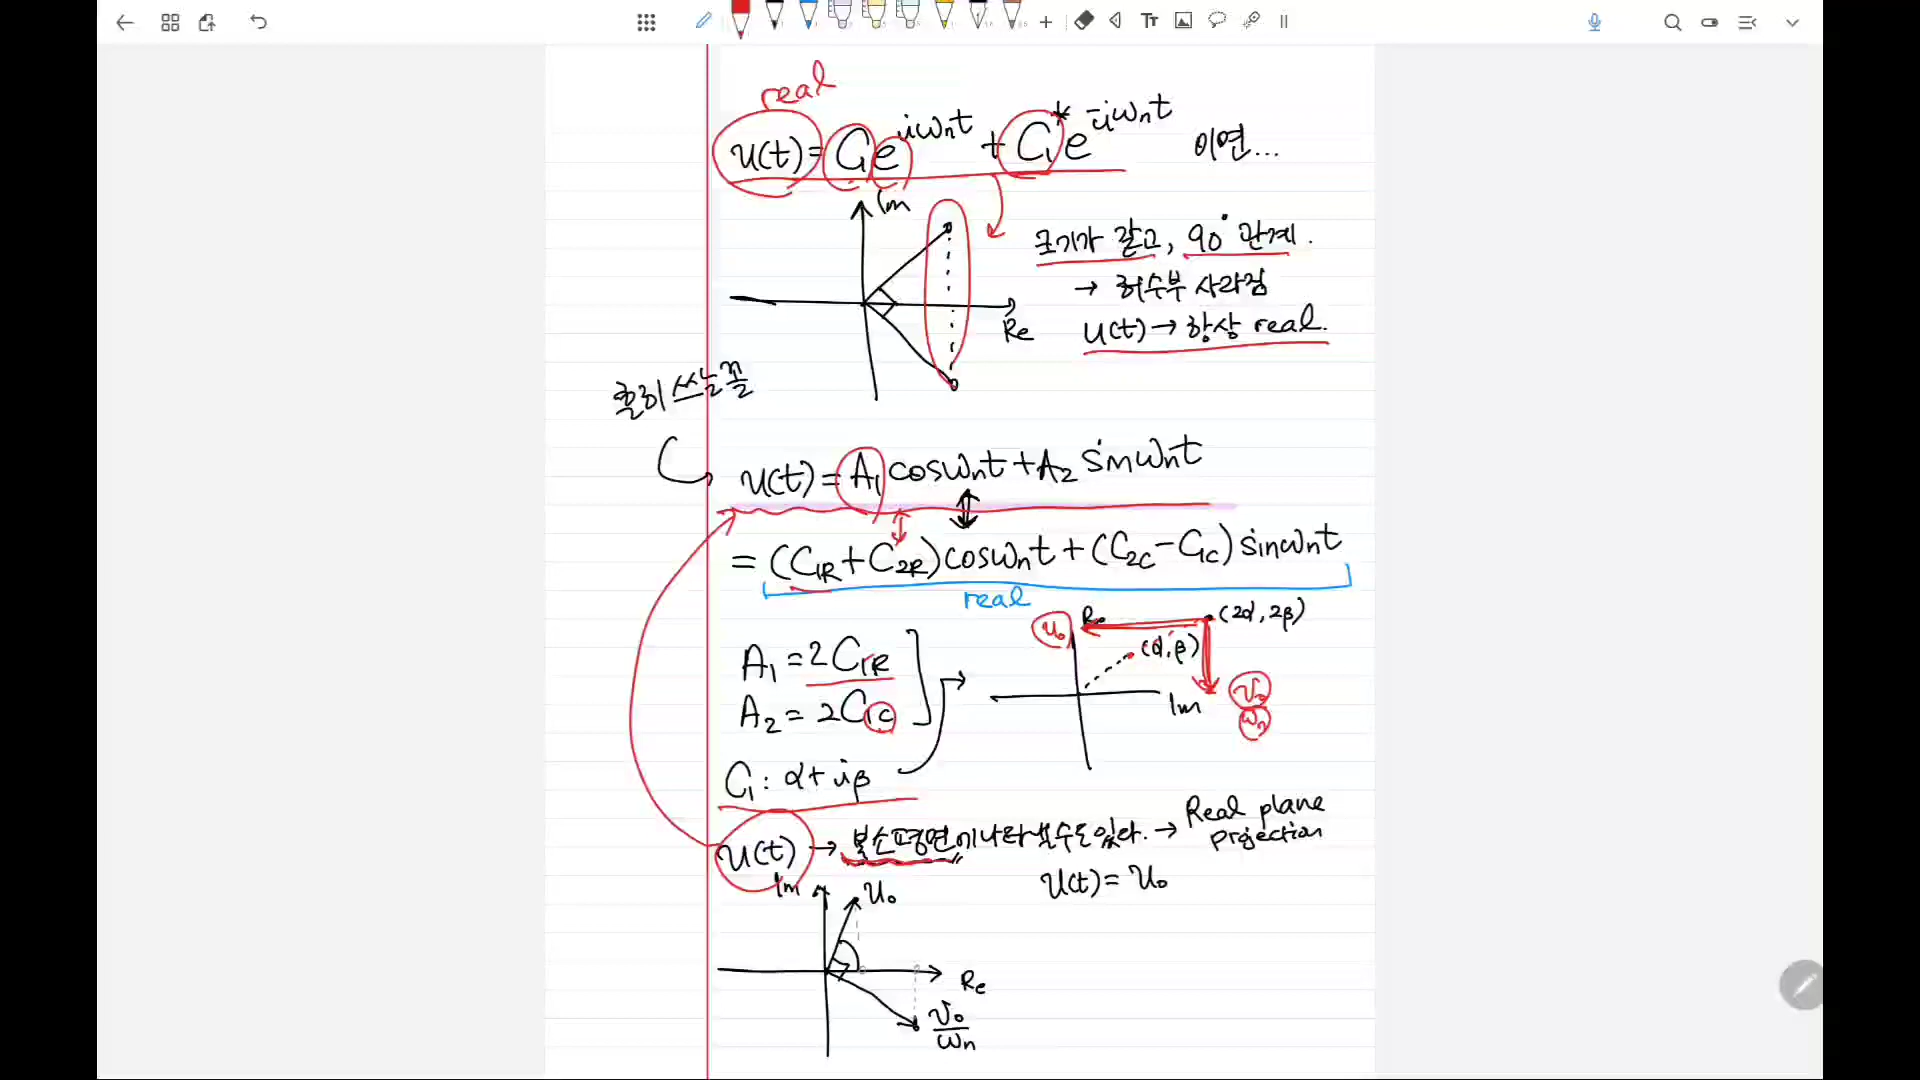 real
u(t) = C₁e^{iωₙt} + C₁*e^{-iωₙt} 이면...
Im
Re
크기가 같고, 90° 관계.
→ 허수부 사라짐
u(t) → 항상 real.
흔히 쓰는 꼴
u(t) = A₁cosωₙt + A₂sinωₙt
= (C₁R + C₂R)cosωₙt + (C₂C - C₁C)sinωₙt
real
u₀ Re (2α, 2β)
(α, β)
Im
v₀
ωₙ
A₁ = 2C₁R
A₂ = 2C₁C
C₁ : α + iβ
u(t) → 복소평면에 나타낼 수도 있다. → Real plane projection
u(t) = u₀
Im u₀
Re
v₀
ωₙ